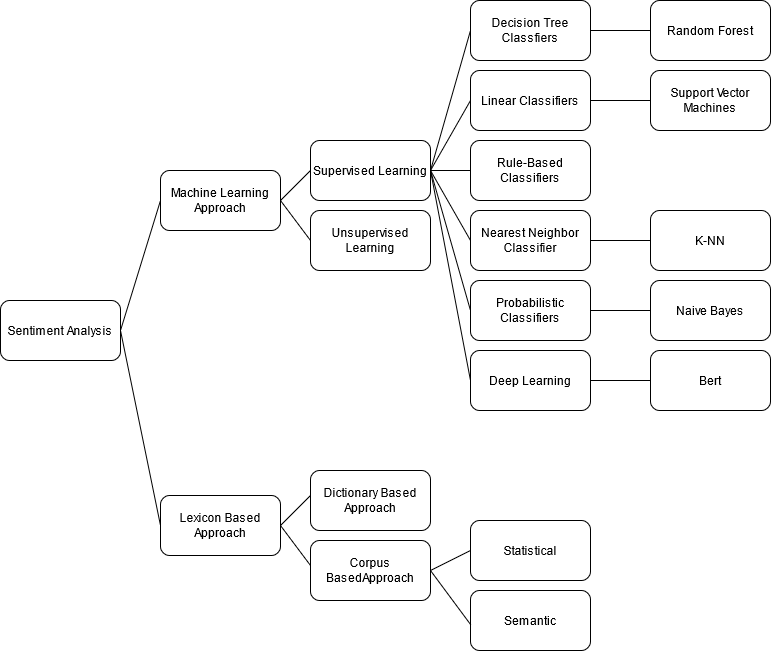 Decision Tree
Classfiers
Random Forest
Linear Classifiers
Support Vector
Machines
Supervised Learning
Rule-Based
Classifiers
Machine Learning
Approach
Unsupervised
Learning
Nearest Neighbor
Classifier
K-NN
Probabilistic
Classifiers
Naive Bayes
Sentiment Analysis
Deep Learning
Bert
Dictionary Based
Approach
Lexicon Based
Approach
Corpus
BasedApproach
Statistical
Semantic